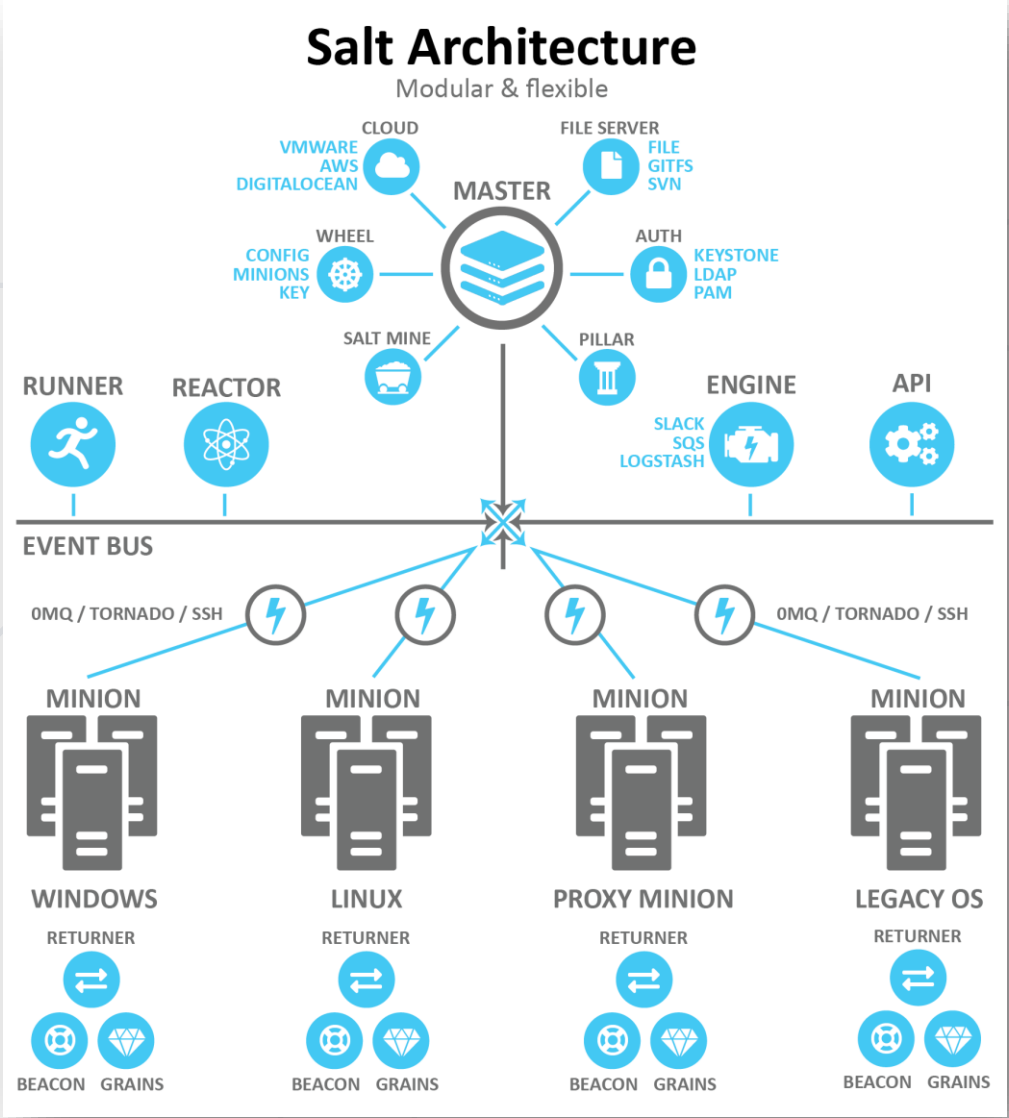 Salt Architecture
Modular & flexible
CLOUD
VMWARE
AWS
DIGITALOCEAN
FILE SERVER
FILE
GITFS
SVN
MASTER
WHEEL
CONFIG
MINIONS
KEY
AUTH
KEYSTONE
LDAP
PAM
SALT MINE
PILLAR
RUNNER
REACTOR
ENGINE
SLACK
SQS
LOGSTASH
API
EVENT BUS
0MQ / TORNADO / SSH
0MQ / TORNADO / SSH
MINION
MINION
MINION
MINION
WINDOWS
LINUX
PROXY MINION
LEGACY OS
RETURNER
RETURNER
RETURNER
RETURNER
BEACON
GRAINS
BEACON
GRAINS
BEACON
GRAINS
BEACON
GRAINS